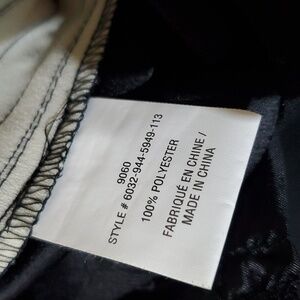 9060
STYLE # 6032-944-5949-113
100% POLYESTER
FABRIQUÉ EN CHINE /
MADE IN CHINA